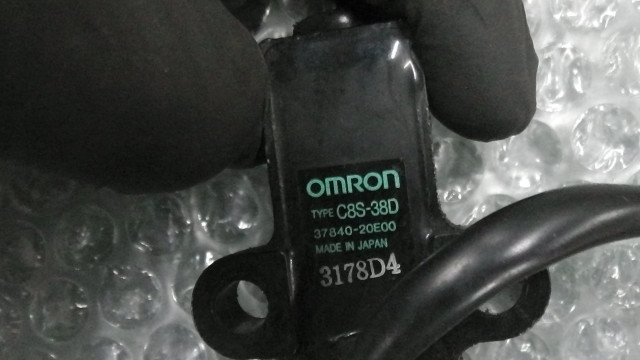 OMRON
TYPE C8S-38D
37840-20E00
MADE IN JAPAN
3178D4